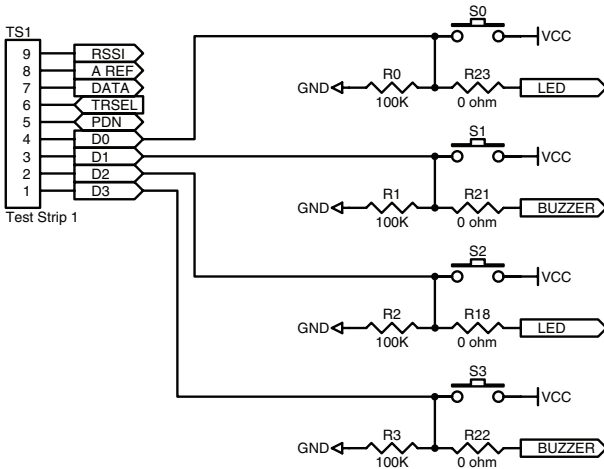 TS1
9 RSSI
8 A REF
7 DATA
6 TRSEL
5 PDN
4 D0
3 D1
2 D2
1 D3
Test Strip 1
S0
VCC
GND R0 R23 LED
100K 0 ohm
S1
VCC
GND R1 R21 BUZZER
100K 0 ohm
S2
VCC
GND R2 R18 LED
100K 0 ohm
S3
VCC
GND R3 R22 BUZZER
100K 0 ohm